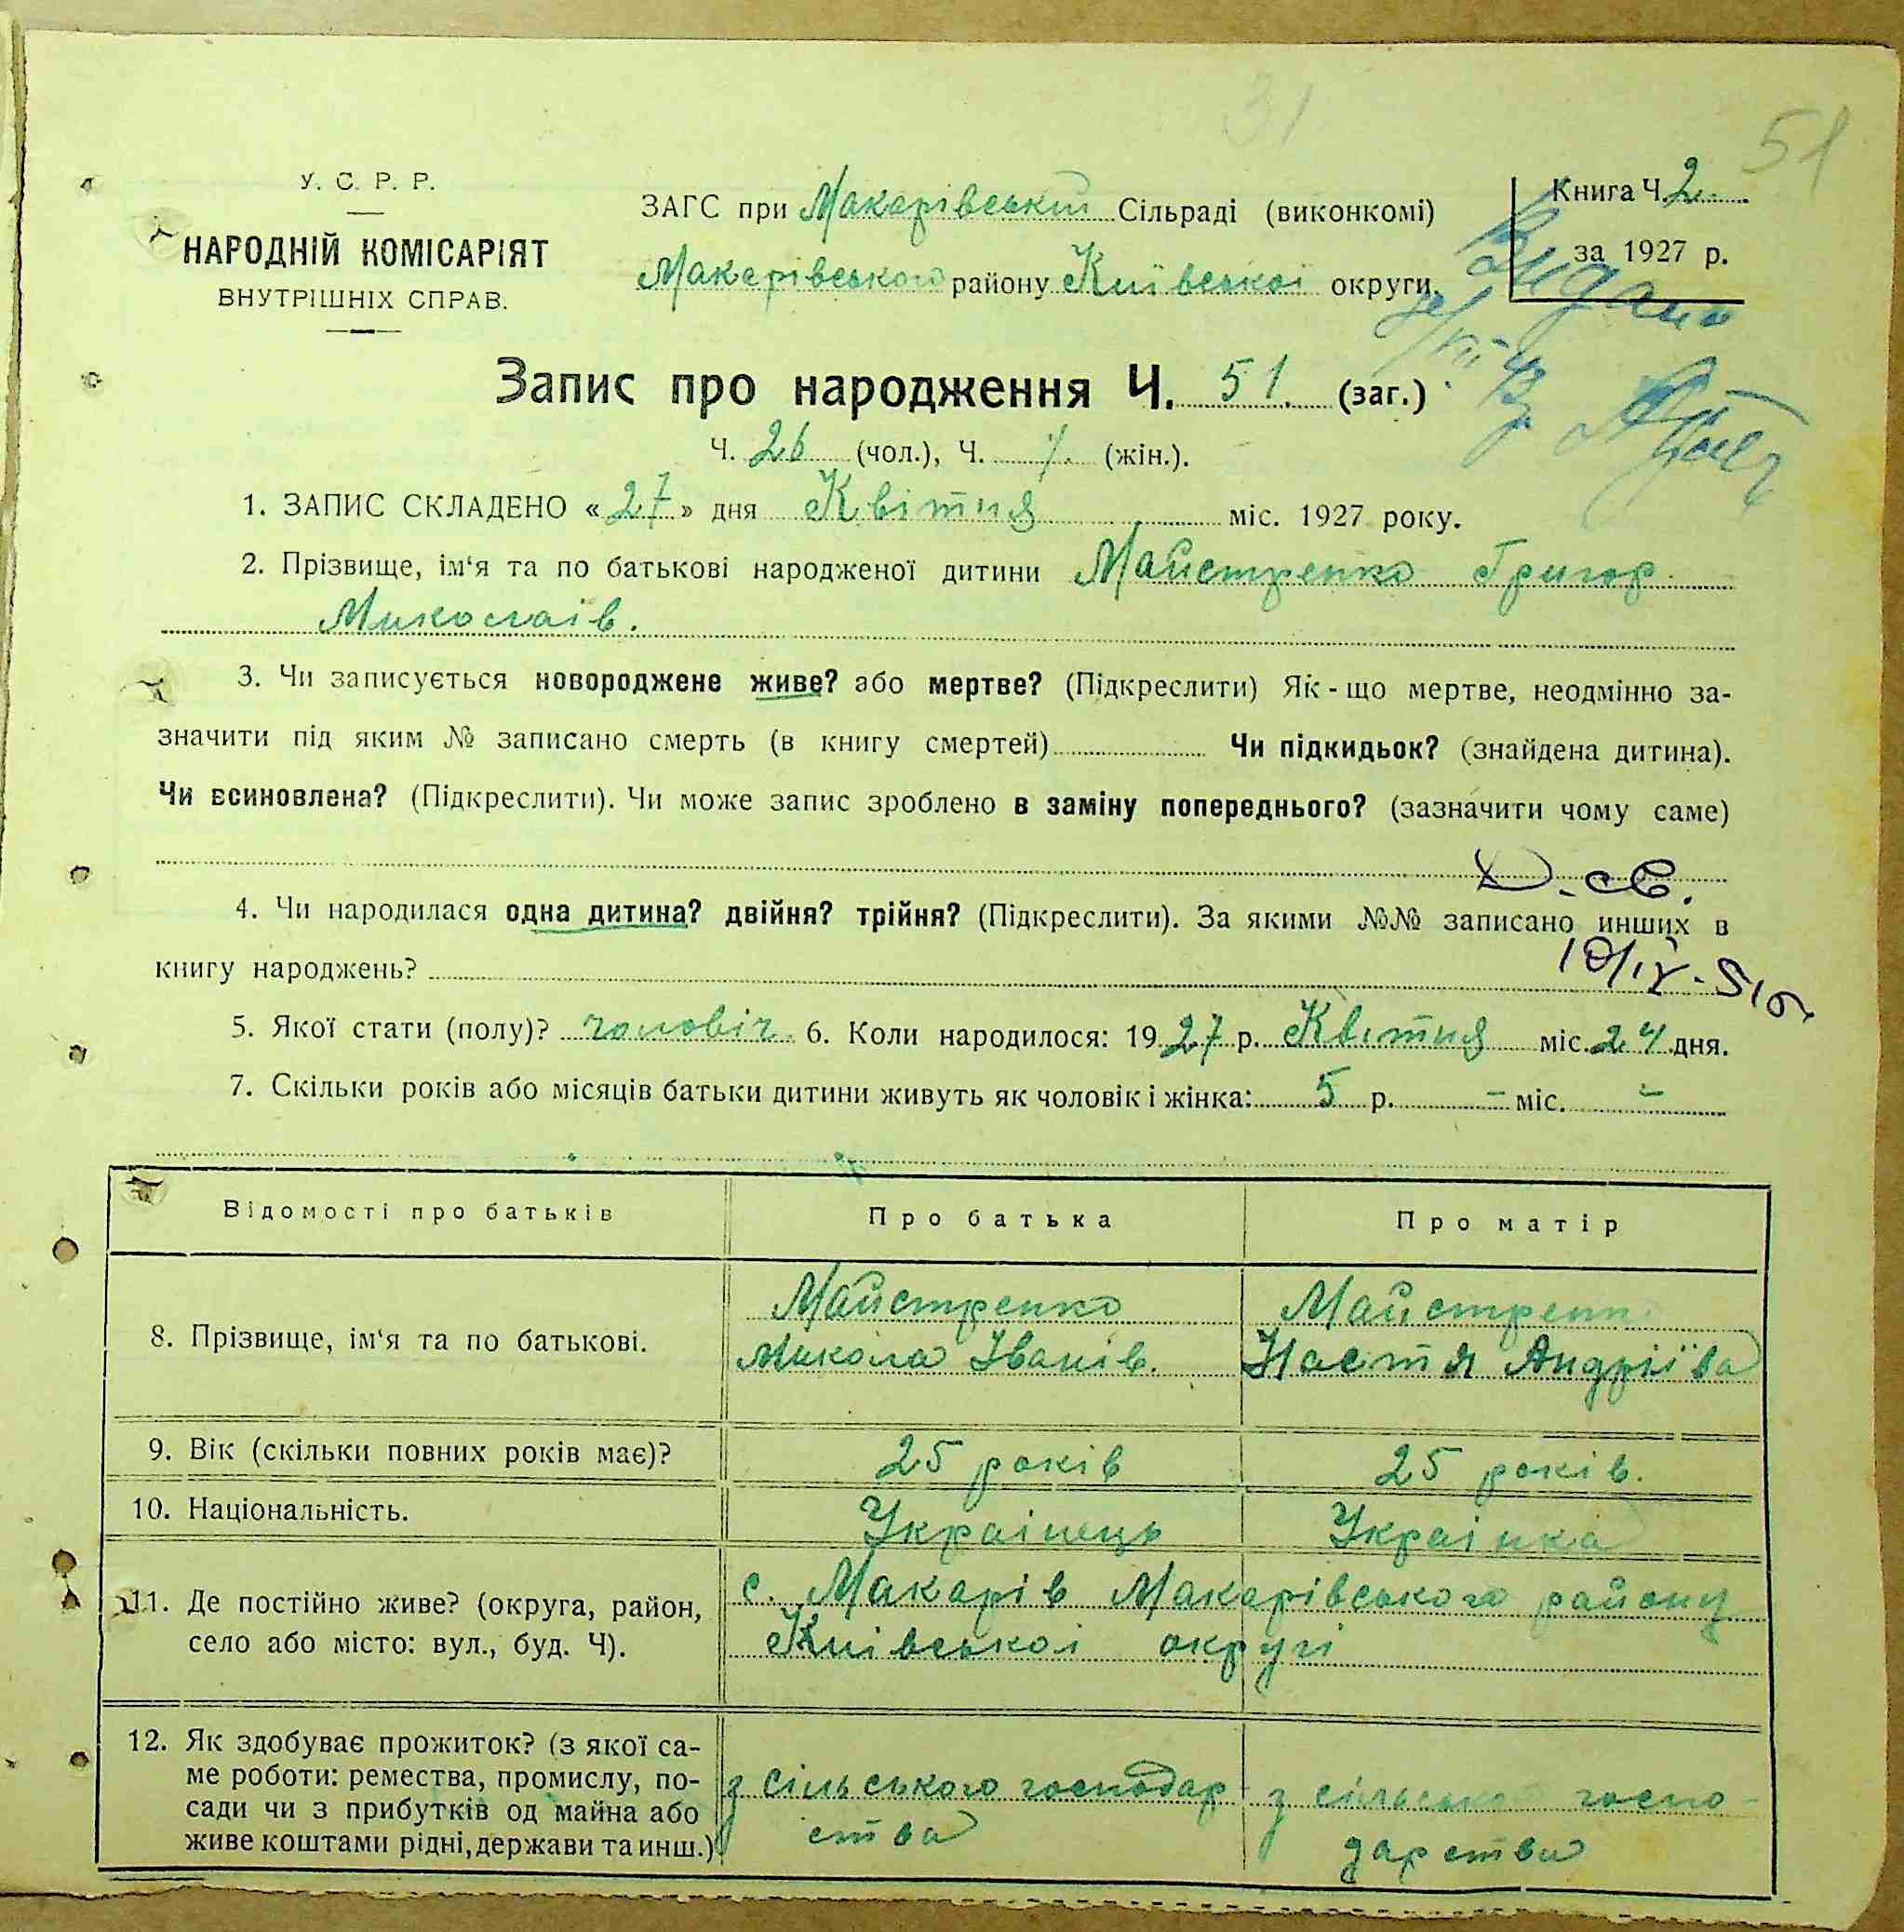 31
51
У. С. Р. Р.
НАРОДНІЙ КОМІСАРІЯТ
ВНУТРІШНІХ СПРАВ.
ЗАГС при Макарівський Сільраді (виконкомі)
Макарівського району Київської округи.
Книга Ч. 2
за 1927 р.
Видано
Запис про народження Ч. 51. (заг.)
Ч. 26 (чол.), Ч. (жін.).
1. ЗАПИС СКЛАДЕНО « 27 » дня Квітня міс. 1927 року.
2. Прізвище, ім‘я та по батькові народженої дитини Майстренко Григор
Миколаїв.
3. Чи записується новороджене живе? або мертве? (Підкреслити) Як-що мертве, неодмінно за-
значити під яким № записано смерть (в книгу смертей) Чи підкидьок? (знайдена дитина).
Чи всиновлена? (Підкреслити). Чи може запис зроблено в заміну попереднього? (зазначити чому саме)
4. Чи народилася одна дитина? двійня? трійня? (Підкреслити). За якими №№ записано инших в
книгу народжень?
5. Якої стати (полу)? чоловіч. 6. Коли народилося: 19 27 р. Квітня міс. 24 дня.
7. Скільки років або місяців батьки дитини живуть як чоловік і жінка: 5 р. – міс. –
Відомості про батьків Про батька Про матір
8. Прізвище, ім‘я та по батькові. Майстренко Микола Іванів. Майстренк Настя Андріїва
9. Вік (скільки повних років має)? 25 років 25 років.
10. Національність. Українець Українка
11. Де постійно живе? (округа, район, с. Макарів Макарівського району
село або місто: вул., буд. Ч). Київської округі
12. Як здобуває прожиток? (з якої са-
ме роботи: ремества, промислу, по- з сільського господар з сільсько госпо-
сади чи з прибутків од майна або ства дарства
живе коштами рідні, держави та инш.)